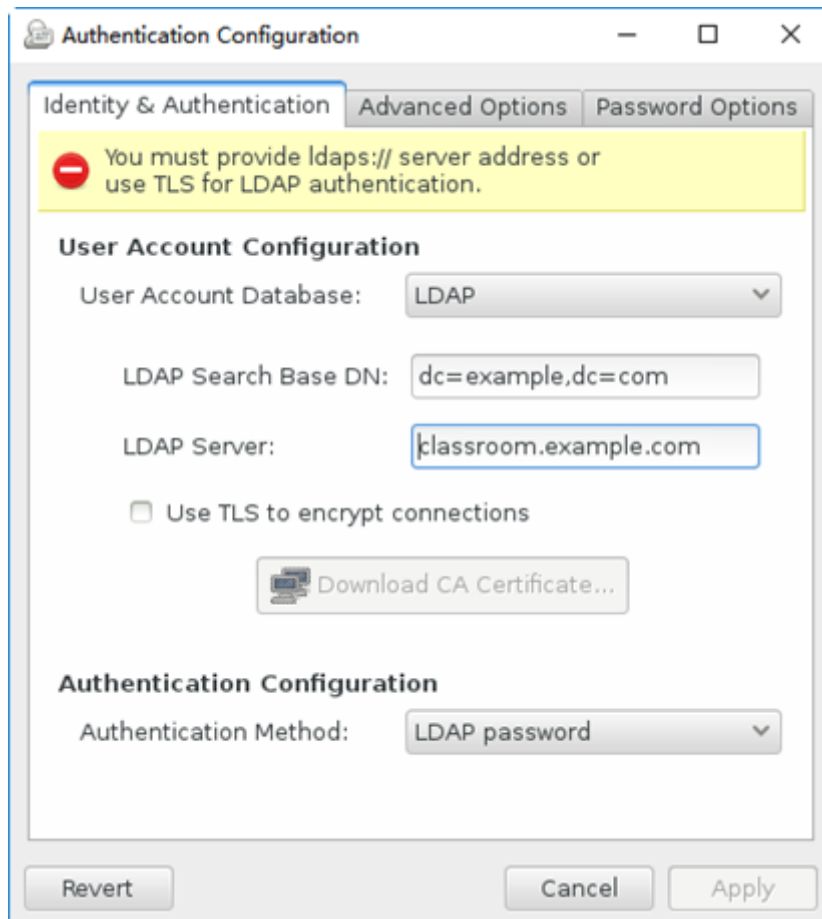 Authentication Configuration
Identity & Authentication Advanced Options Password Options
You must provide ldaps:// server address or
use TLS for LDAP authentication.
User Account Configuration
User Account Database: LDAP
LDAP Search Base DN: dc=example,dc=com
LDAP Server: classroom.example.com
Use TLS to encrypt connections
Download CA Certificate...
Authentication Configuration
Authentication Method: LDAP password
Revert Cancel Apply